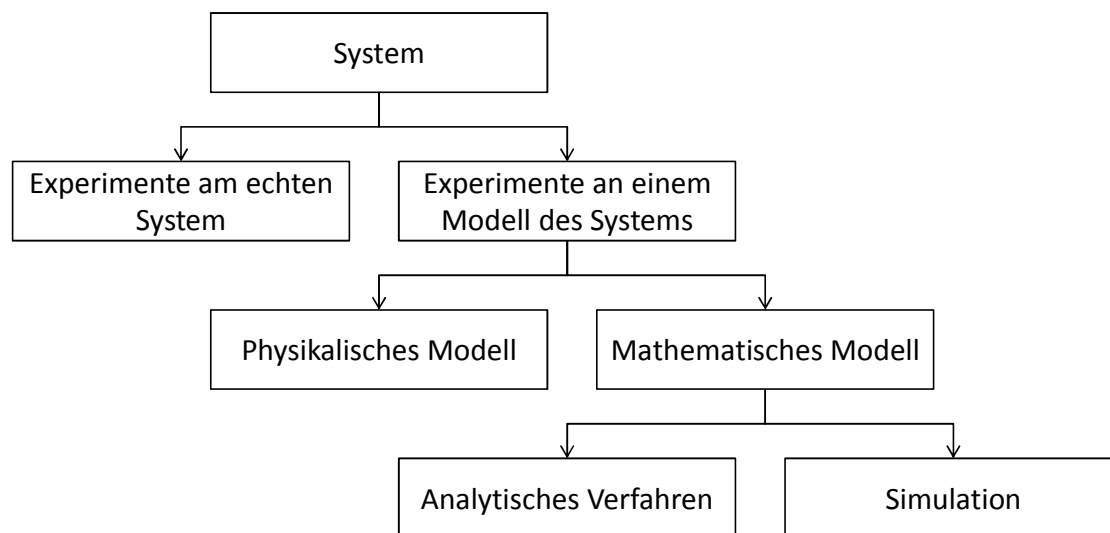 System
Experimente am echten
System
Experimente an einem
Modell des Systems
Physikalisches Modell
Mathematisches Modell
Analytisches Verfahren
Simulation